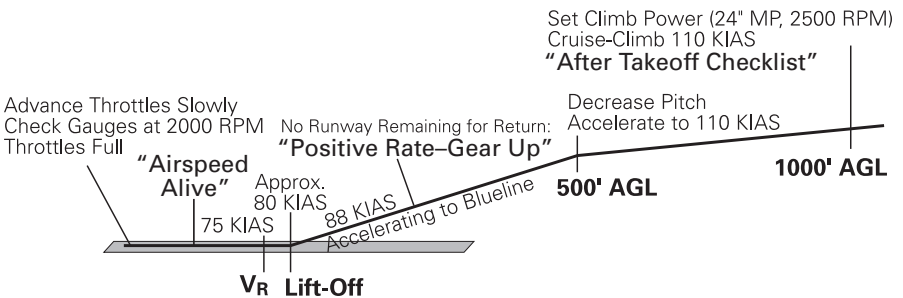 Set Climb Power (24" MP, 2500 RPM)
Cruise-Climb 110 KIAS
“After Takeoff Checklist”
Decrease Pitch
Accelerate to 110 KIAS
Advance Throttles Slowly
Check Gauges at 2000 RPM
Throttles Full
No Runway Remaining for Return:
“Positive Rate–Gear Up”
“Airspeed
Alive”
Approx.
80 KIAS
75 KIAS
88 KIAS
Accelerating to Blueline
500' AGL
1000' AGL
VR
Lift-Off